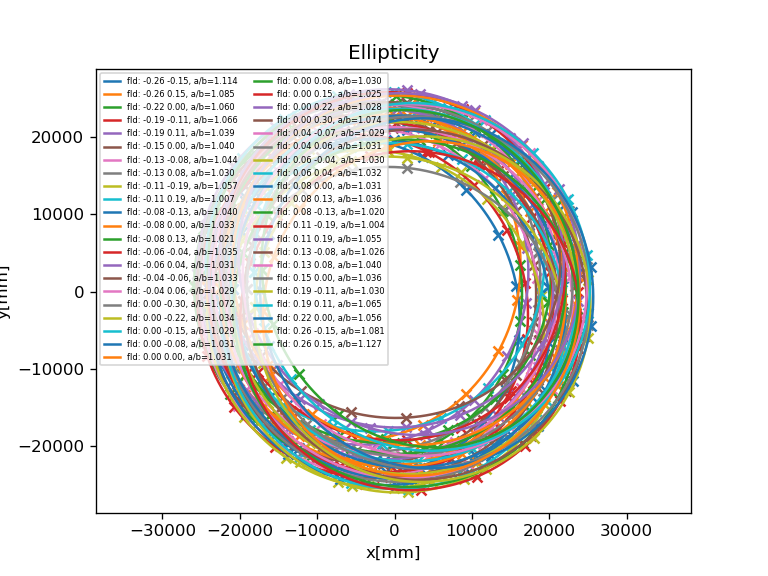 Ellipticity
fld: -0.26 -0.15, a/b=1.114
fld: -0.26 0.15, a/b=1.085
fld: -0.22 0.00, a/b=1.060
fld: -0.19 -0.11, a/b=1.066
fld: -0.19 0.11, a/b=1.039
fld: -0.15 0.00, a/b=1.040
fld: -0.13 -0.08, a/b=1.044
fld: -0.13 0.08, a/b=1.030
fld: -0.11 -0.19, a/b=1.057
fld: -0.11 0.19, a/b=1.007
fld: -0.08 -0.13, a/b=1.040
fld: -0.08 0.00, a/b=1.033
fld: -0.08 0.13, a/b=1.021
fld: -0.06 -0.04, a/b=1.035
fld: -0.06 0.04, a/b=1.031
fld: -0.04 -0.06, a/b=1.033
fld: -0.04 0.06, a/b=1.029
fld: 0.00 -0.30, a/b=1.072
fld: 0.00 -0.22, a/b=1.034
fld: 0.00 -0.15, a/b=1.029
fld: 0.00 -0.08, a/b=1.031
fld: 0.00 0.00, a/b=1.031
fld: 0.00 0.08, a/b=1.030
fld: 0.00 0.15, a/b=1.025
fld: 0.00 0.22, a/b=1.028
fld: 0.00 0.30, a/b=1.074
fld: 0.04 -0.07, a/b=1.029
fld: 0.04 0.06, a/b=1.031
fld: 0.06 -0.04, a/b=1.030
fld: 0.06 0.04, a/b=1.032
fld: 0.08 0.00, a/b=1.031
fld: 0.08 0.13, a/b=1.036
fld: 0.08 -0.13, a/b=1.020
fld: 0.11 -0.19, a/b=1.004
fld: 0.11 0.19, a/b=1.055
fld: 0.13 -0.08, a/b=1.026
fld: 0.13 0.08, a/b=1.040
fld: 0.15 0.00, a/b=1.036
fld: 0.19 -0.11, a/b=1.030
fld: 0.19 0.11, a/b=1.065
fld: 0.22 0.00, a/b=1.056
fld: 0.26 -0.15, a/b=1.081
fld: 0.26 0.15, a/b=1.127
20000
10000
0
−10000
−20000
y[mm]
−30000
−20000
−10000
0
10000
20000
30000
x[mm]